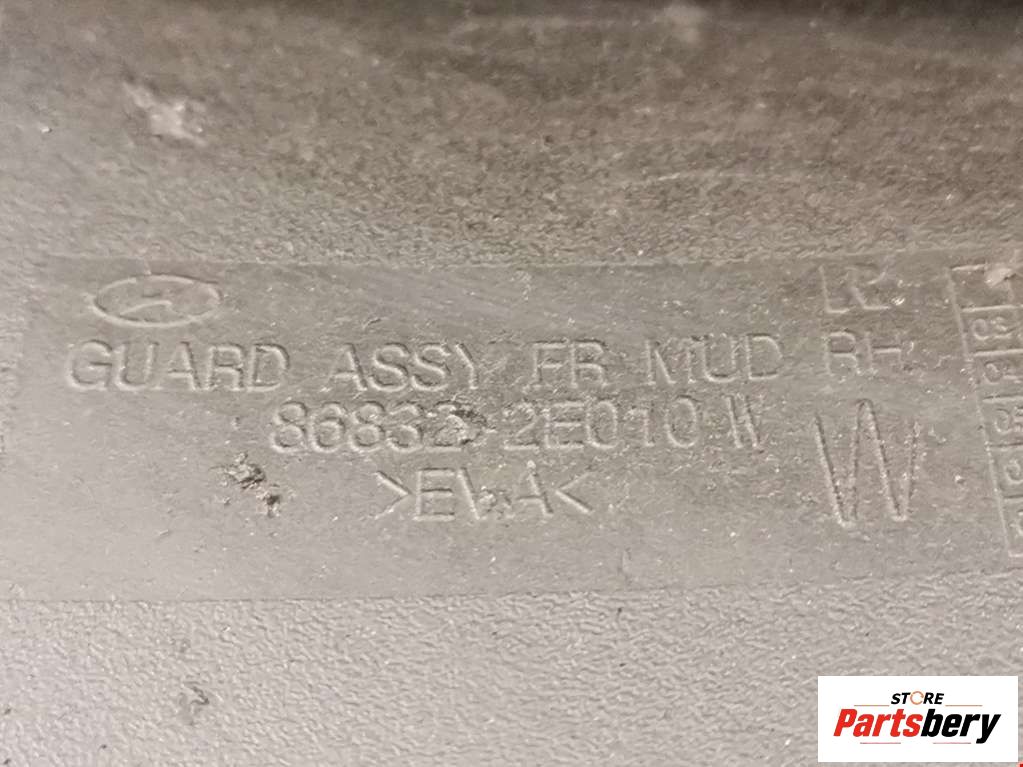 R
GUARD ASSY FR MUD RH
86832-2E010 W
>EVA<
W
STORE
Partsbery